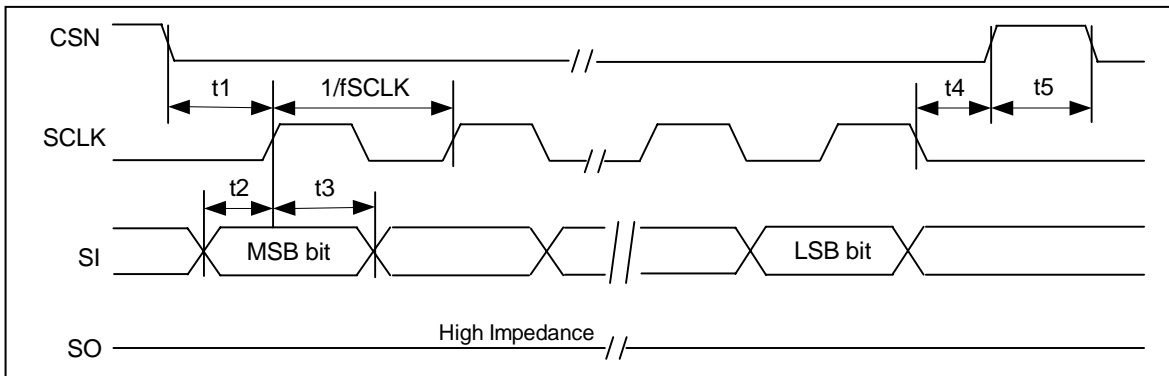 CSN
t1
1/fSCLK
t4
t5
SCLK
t2
t3
SI
MSB bit
LSB bit
High Impedance
SO